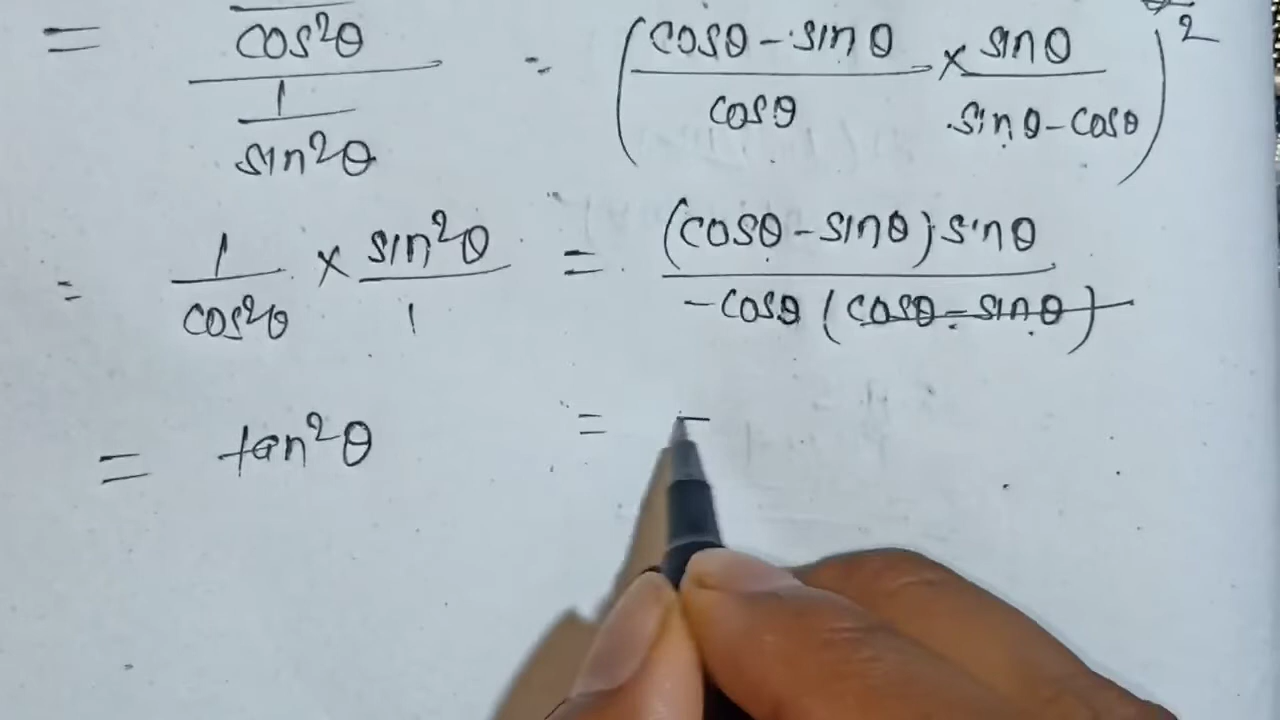 = cos²θ / (1 / sin²θ) = ((cosθ - sinθ) / cosθ × sinθ / (sinθ - cosθ))²
= 1 / cos²θ × sin²θ / 1 = (cosθ - sinθ) sinθ / -cosθ (cosθ - sinθ)
= tan²θ = -